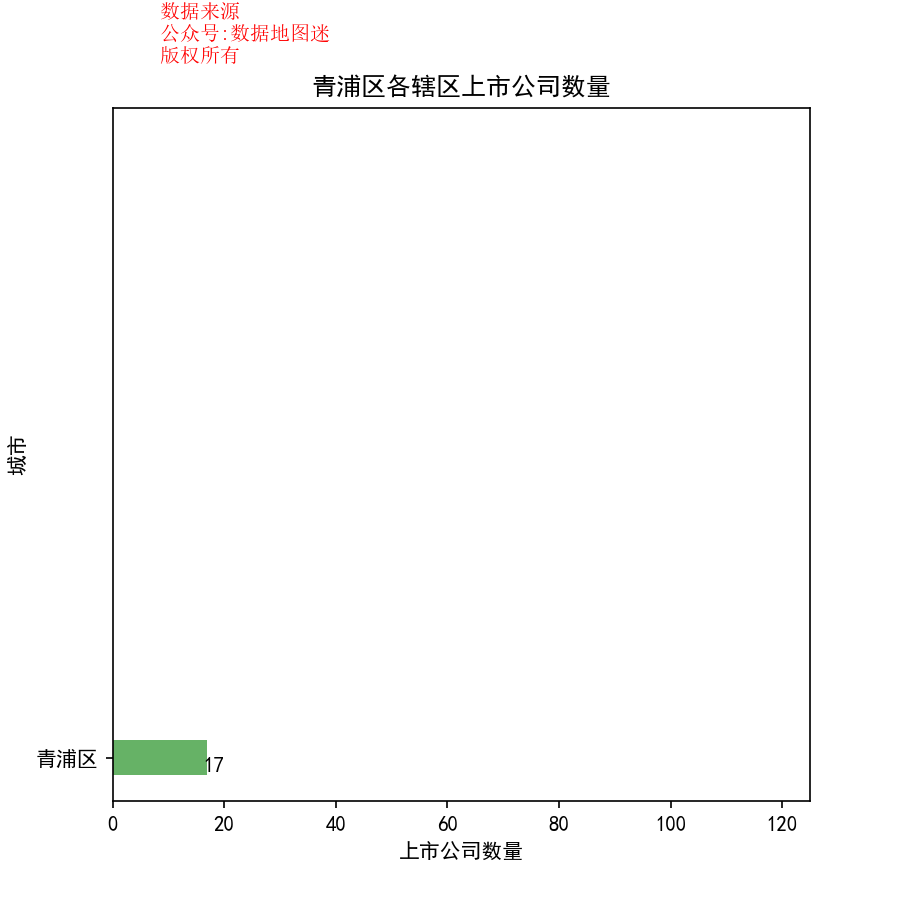 数据来源
公众号:数据地图迷
版权所有
青浦区各辖区上市公司数量
城市
青浦区
17
0 20 40 60 80 100 120
上市公司数量